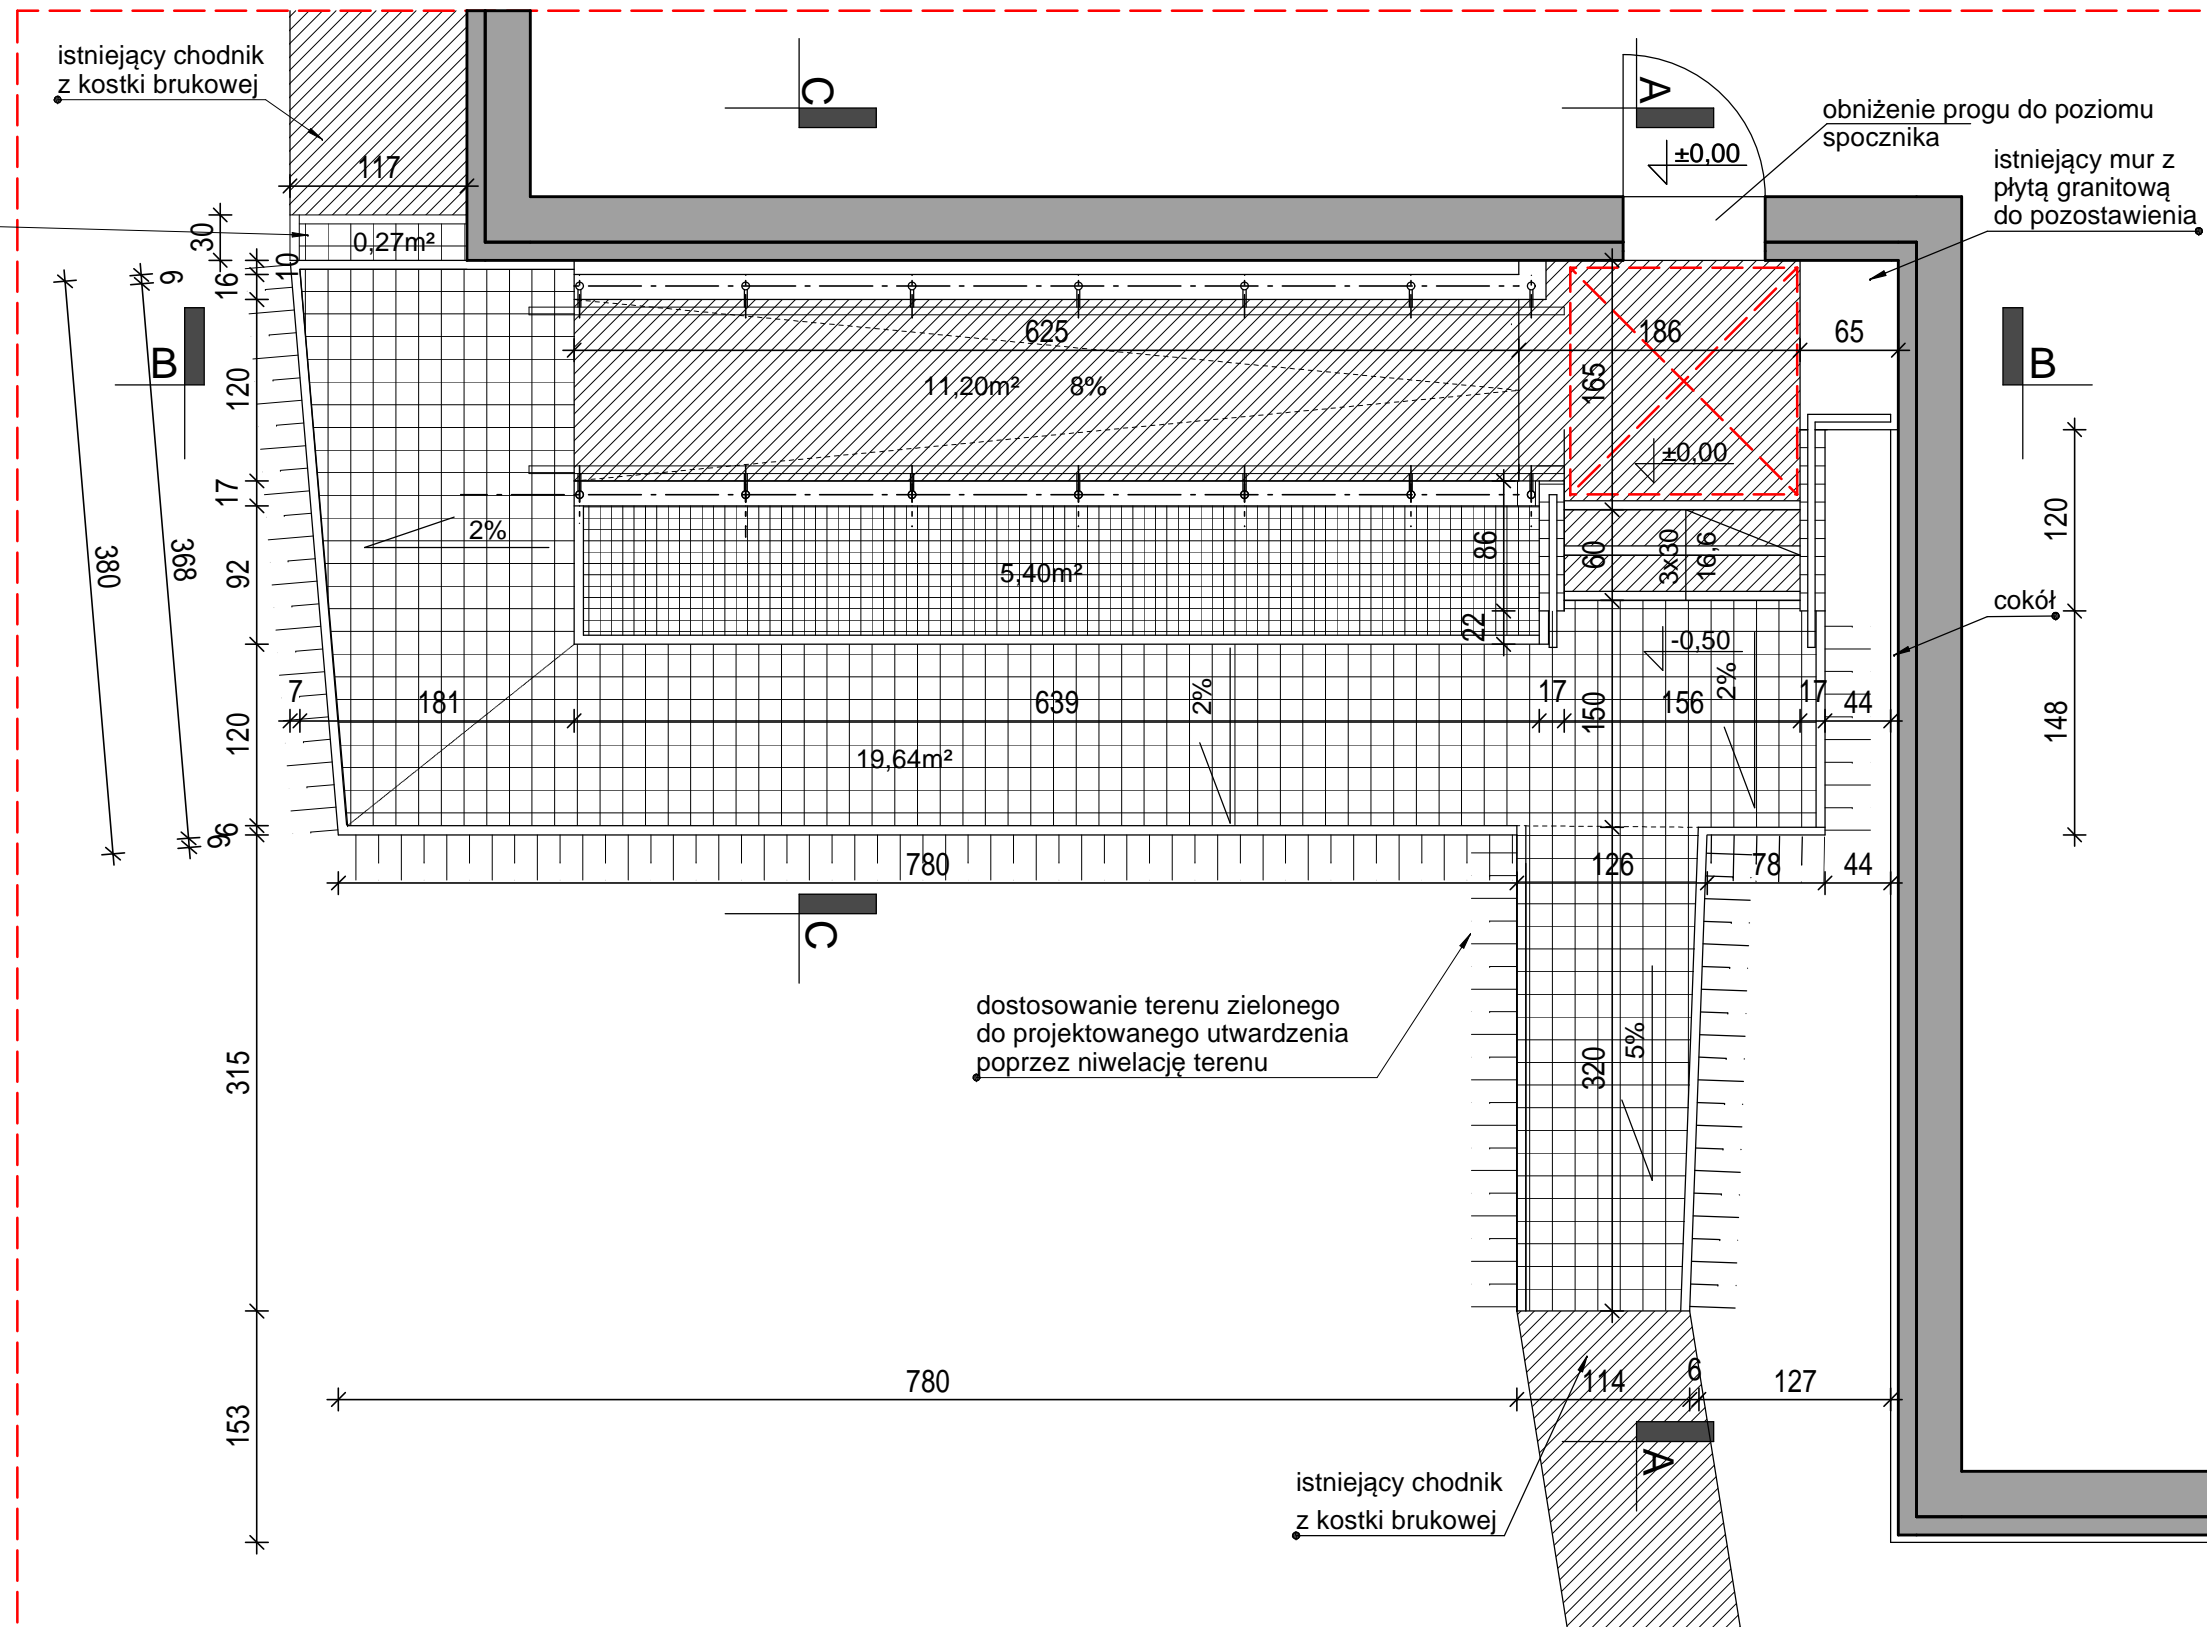 istniejący chodnik
z kostki brukowej
C
A
obniżenie progu do poziomu
spocznika
±0,00
istniejący mur z
płytą granitową
do pozostawienia
117
30
0,27m²
10
16
6
B
625
186
65
B
120
165
11,20m²
8%
±0,00
17
2%
86
60
3x30
16,6
120
380
368
92
5,40m²
22
cokół
-0,50
2%
2%
7
181
639
17
150
156
17
44
148
120
19,64m²
6
9
780
126
78
44
C
dostosowanie terenu zielonego
do projektowanego utwardzenia
poprzez niwelację terenu
315
320
5%
780
114
6
127
153
A
istniejący chodnik
z kostki brukowej